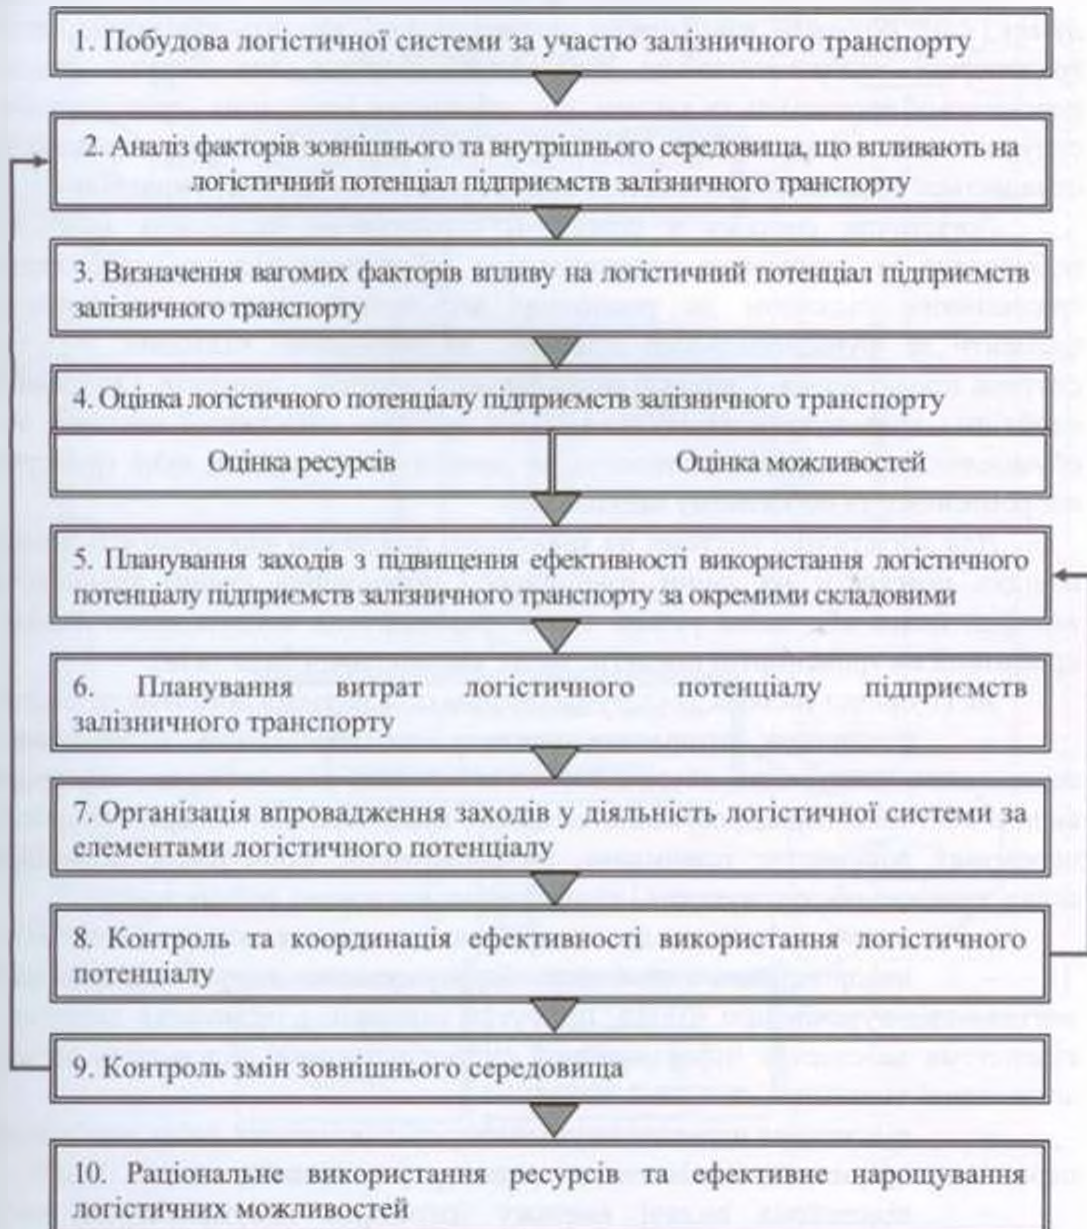 1. Побудова логістичної системи за участю залізничного транспорту
2. Аналіз факторів зовнішнього та внутрішнього середовища, що впливають на
логістичний потенціал підприємств залізничного транспорту
3. Визначення вагомих факторів впливу на логістичний потенціал підприємств
залізничного транспорту
4. Оцінка логістичного потенціалу підприємств залізничного транспорту
Оцінка ресурсів
Оцінка можливостей
5. Планування заходів з підвищення ефективності використання логістичного
потенціалу підприємств залізничного транспорту за окремими складовими
6. Планування витрат логістичного потенціалу підприємств
залізничного транспорту
7. Організація впровадження заходів у діяльність логістичної системи за
елементами логістичного потенціалу
8. Контроль та координація ефективності використання логістичного
потенціалу
9. Контроль змін зовнішнього середовища
10. Раціональне використання ресурсів та ефективне нарощування
логістичних можливостей